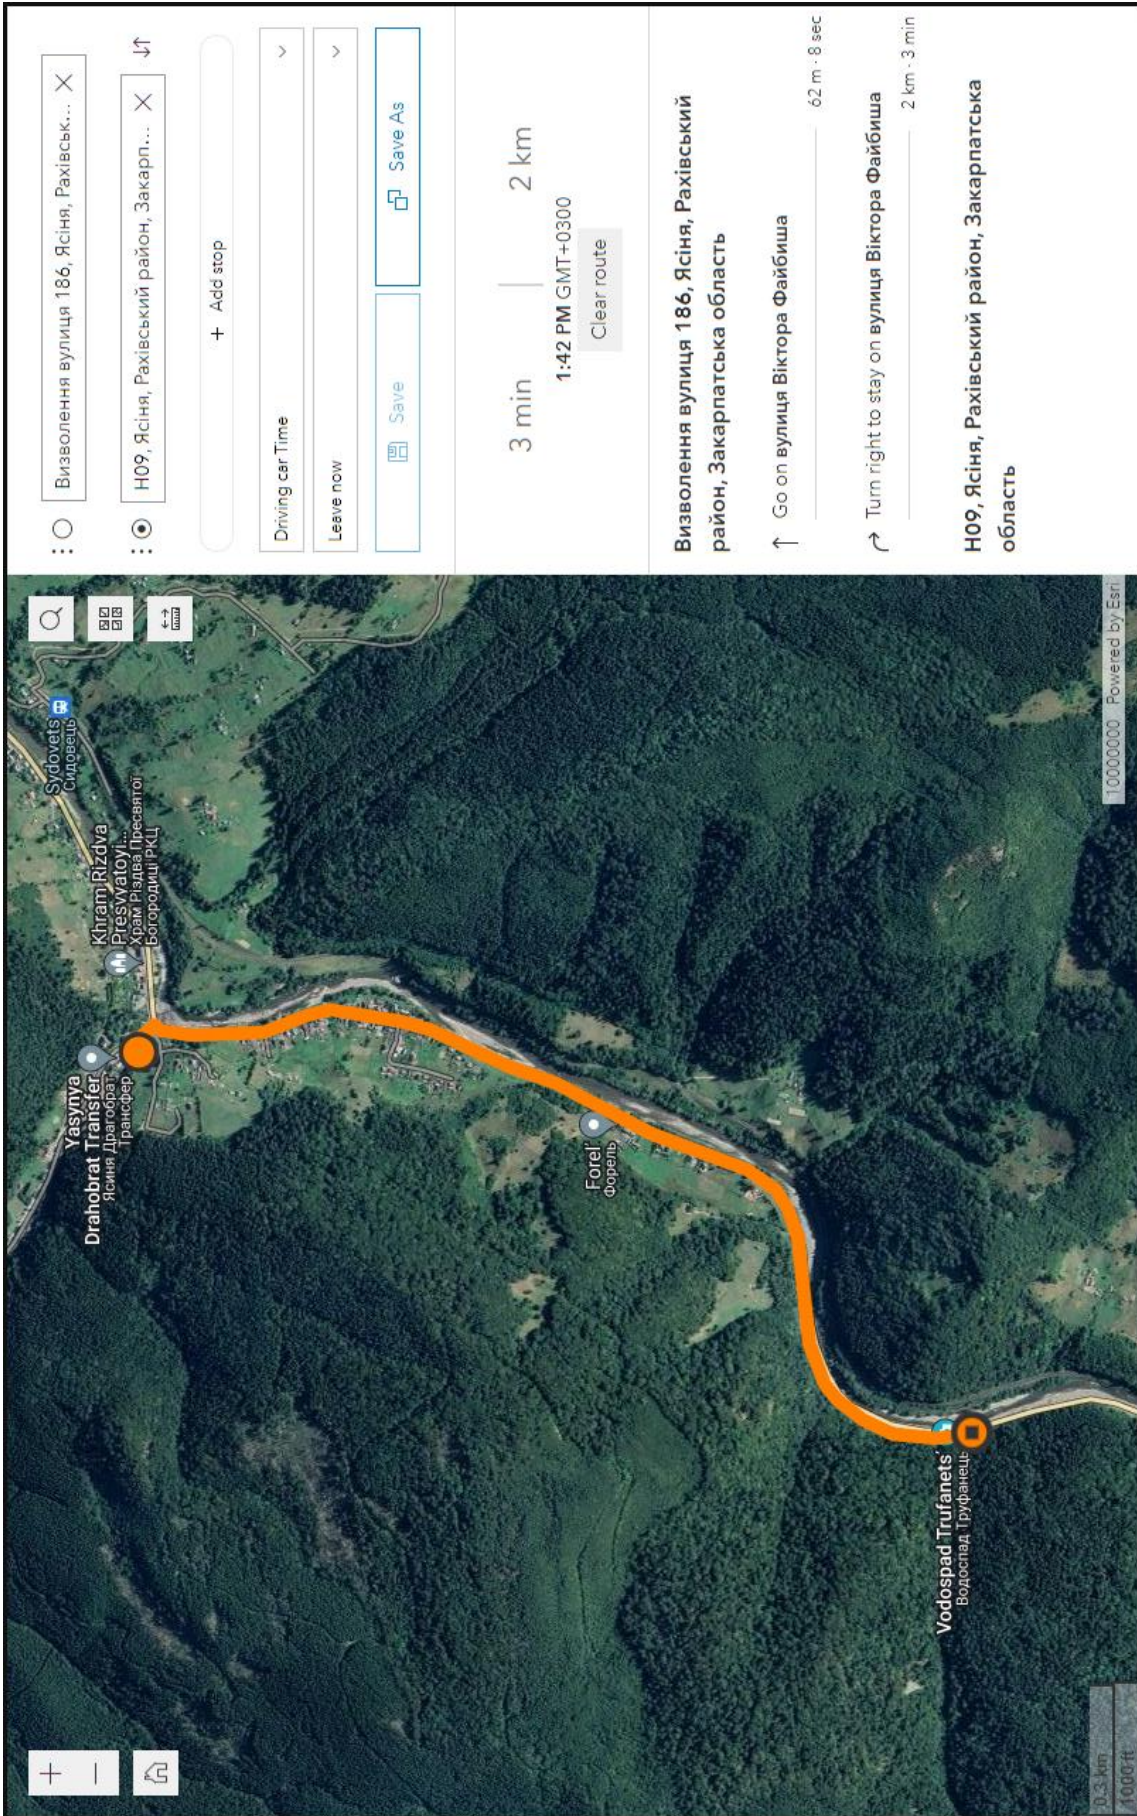 Визволення вулиця 186, Ясіня, Рахівськ...
H09, Ясіня, Рахівський район, Закарп...
+ Add stop
Driving car Time
Leave now
Save
Save As
3 min
2 km
1:42 PM GMT+0300
Clear route
Визволення вулиця 186, Ясіня, Рахівський
район, Закарпатська область
Go on вулиця Віктора Файбиша
62 m · 8 sec
Turn right to stay on вулиця Віктора Файбиша
2 km · 3 min
H09, Ясіня, Рахівський район, Закарпатська
область
Sydovets
Сидовець
Khram Rizdva
Presvyatoyi...
Храм Різдва Пресвятої
Богородиці РКЦ
Yasynya
Drahobrat Transfer
Ясиня Драгобрат
Трансфер
Forel'
Форель
Vodospad Trufanets'
Водоспад Труфанець
0.3 km
1000 ft
10000000 Powered by Esri